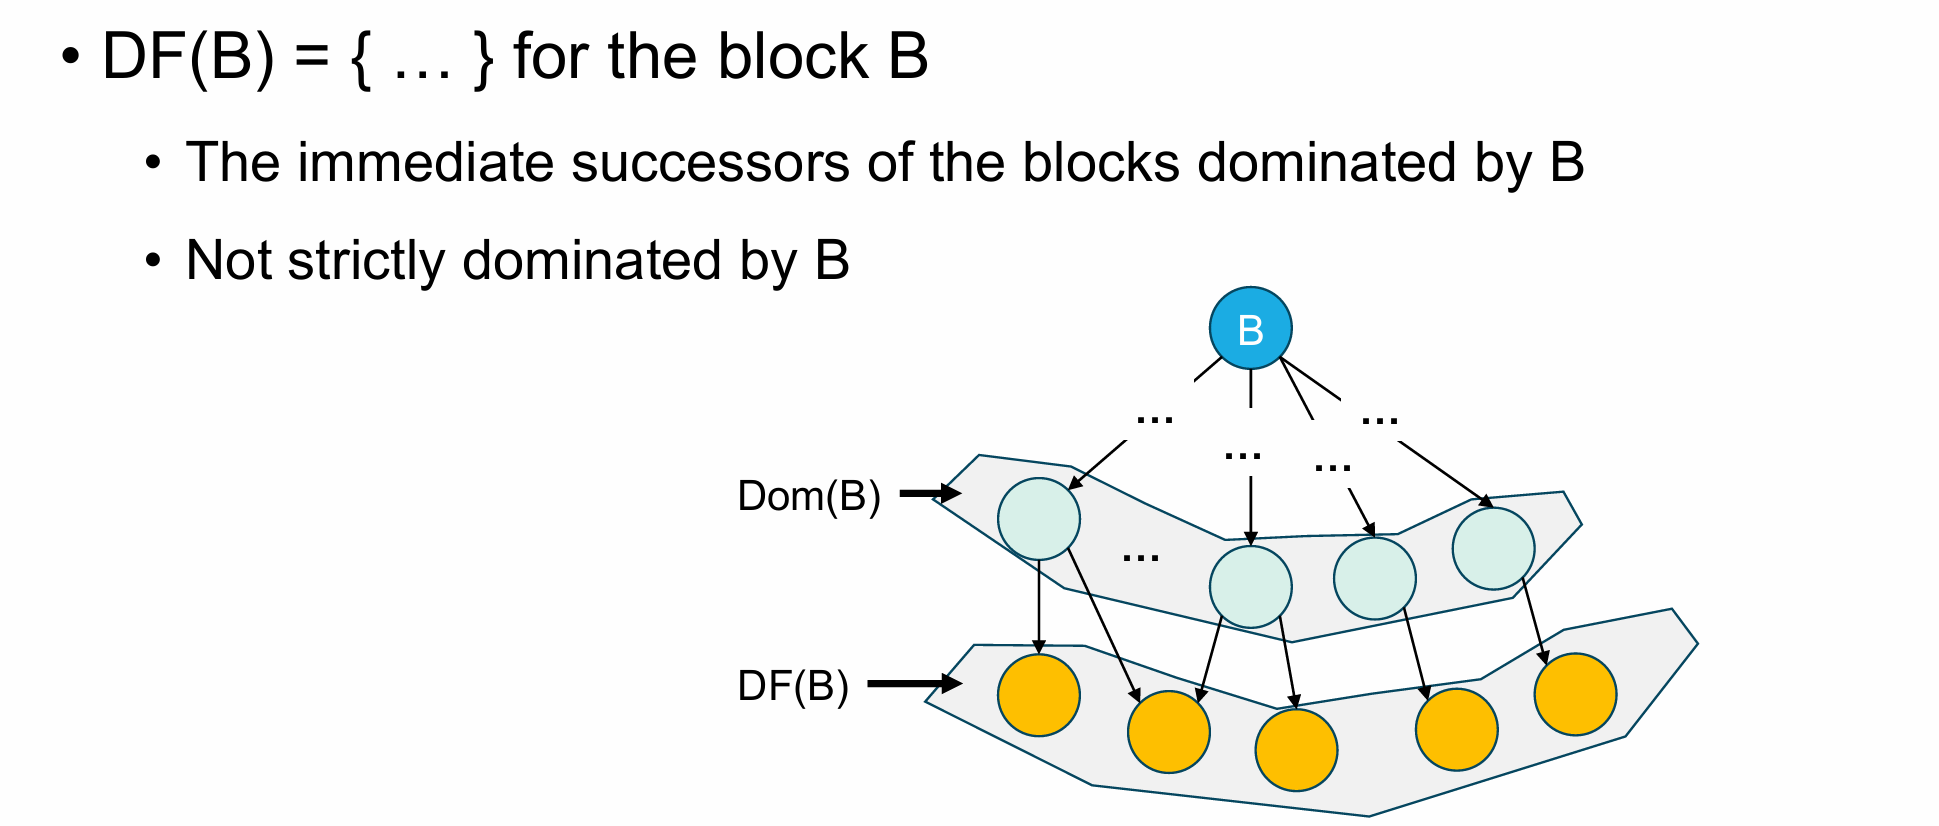 • DF(B) = { … } for the block B
• The immediate successors of the blocks dominated by B
• Not strictly dominated by B
B
… …
… …
Dom(B)
…
DF(B)